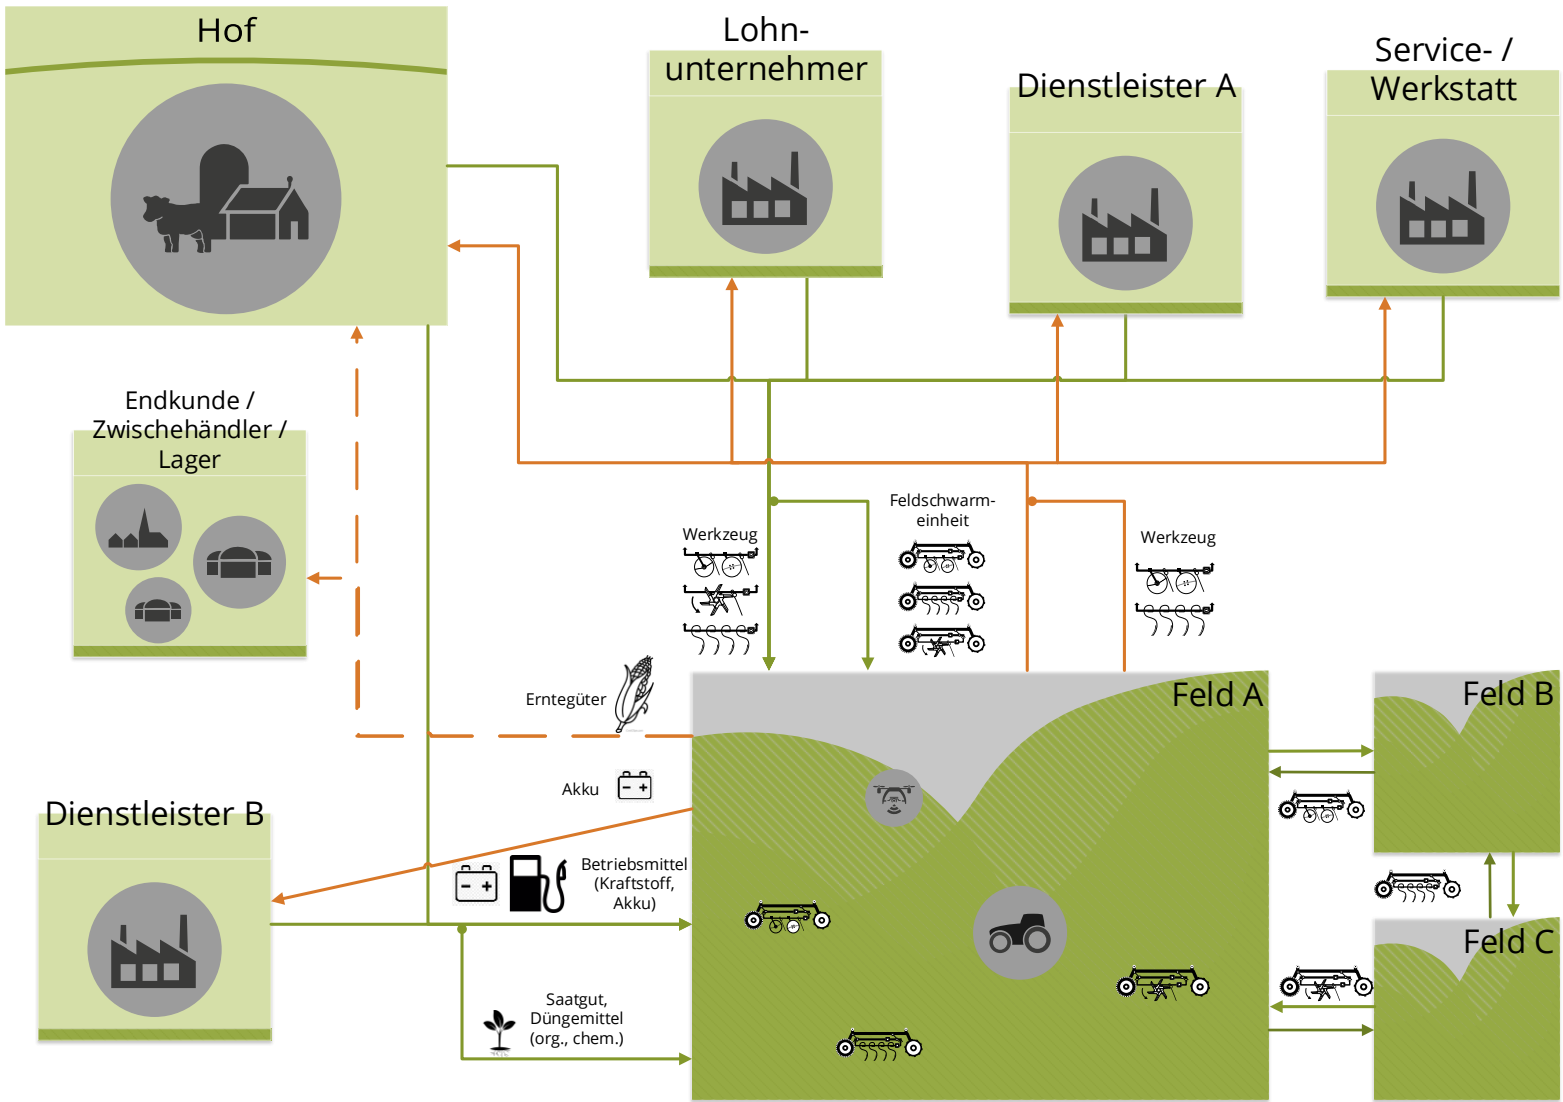 Hof
Lohn-
unternehmer
Dienstleister A
Service- /
Werkstatt
Endkunde /
Zwischehändler /
Lager
Werkzeug
Feldschwarm-
einheit
Werkzeug
Erntegüter
Akku
Feld A
Feld B
Dienstleister B
Betriebsmittel
(Kraftstoff,
Akku)
Feld C
Saatgut,
Düngemittel
(org., chem.)